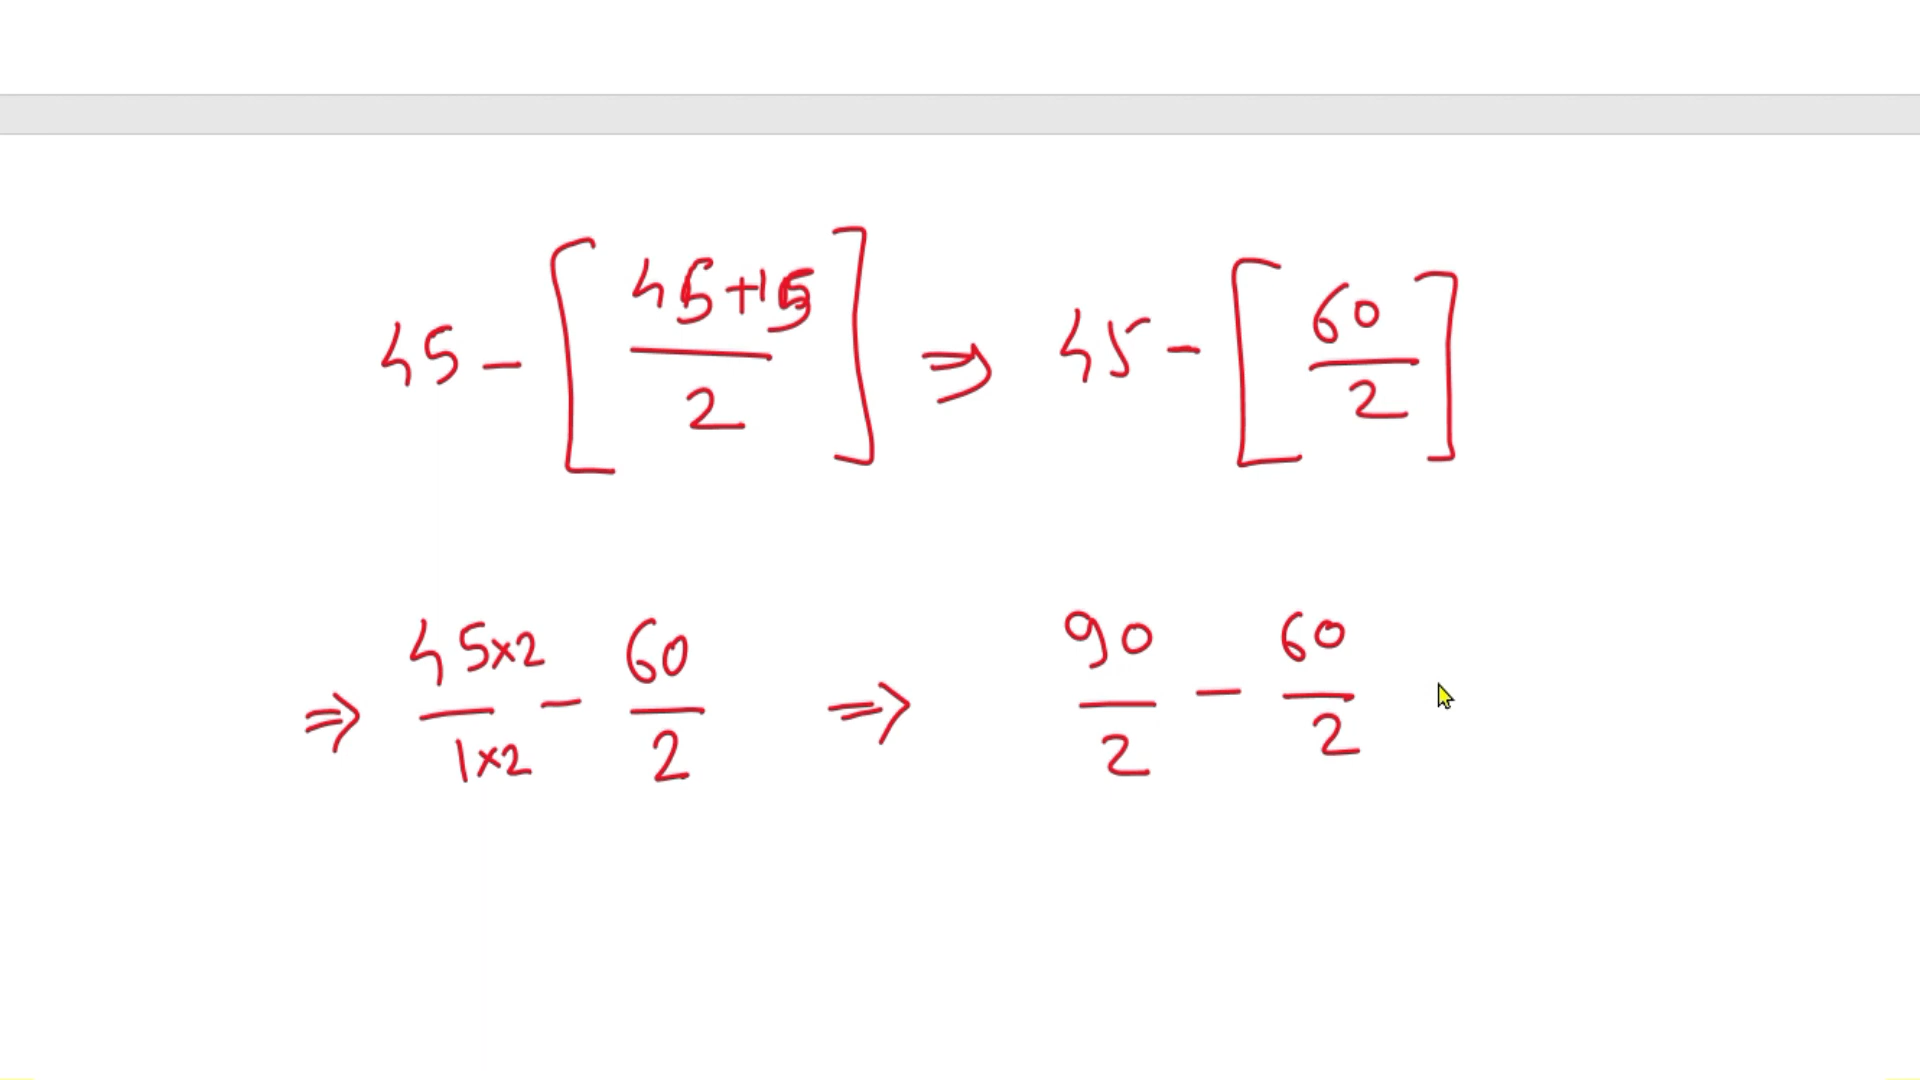 45 - [ (45+15)/2 ] ⇒ 45 - [ 60/2 ]
⇒ (45×2)/(1×2) - 60/2 ⇒ 90/2 - 60/2